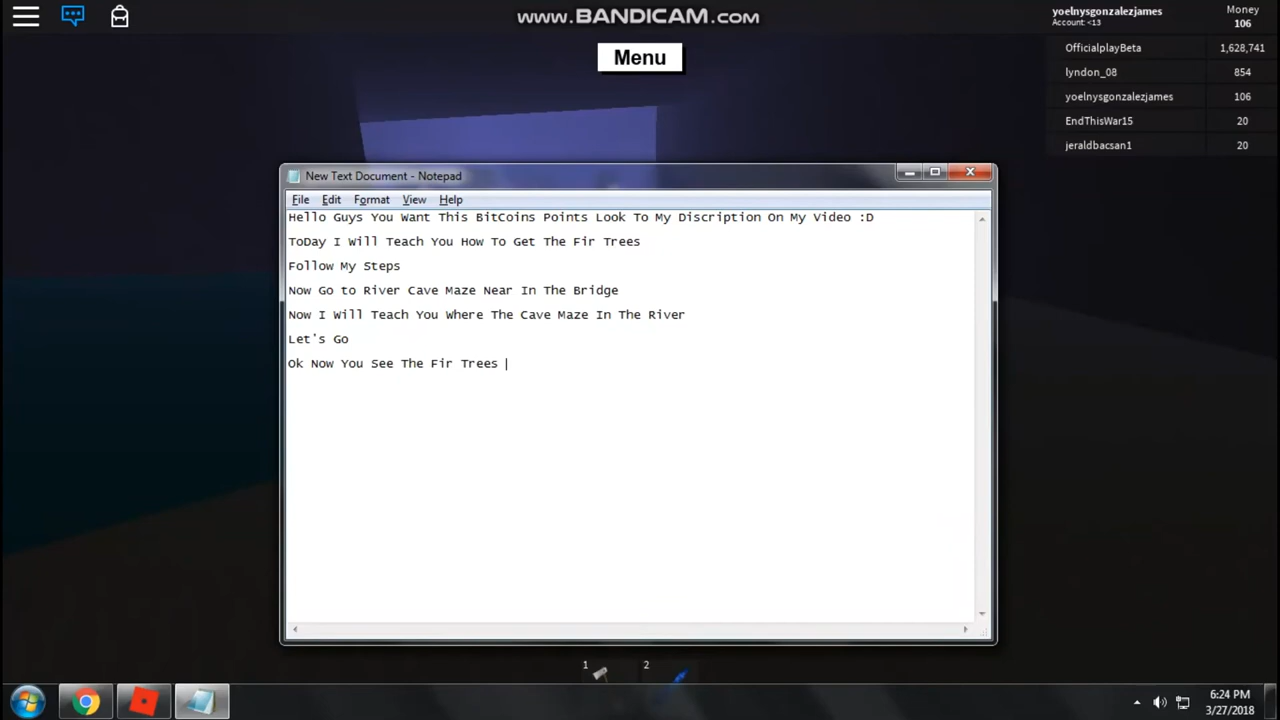 www.BANDICAM.com
yoelnysgonzalezjames
Account: <13
Money
106
Menu
OfficialplayBeta 1,628,741
lyndon_08 854
yoelnysgonzalezjames 106
EndThisWar15 20
jeraldbacsan1 20
New Text Document - Notepad
File Edit Format View Help
Hello Guys You Want This BitCoins Points Look To My Discription On My Video :D
ToDay I Will Teach You How To Get The Fir Trees
Follow My Steps
Now Go to River Cave Maze Near In The Bridge
Now I Will Teach You Where The Cave Maze In The River
Let's Go
Ok Now You See The Fir Trees
1 2
6:24 PM
3/27/2018